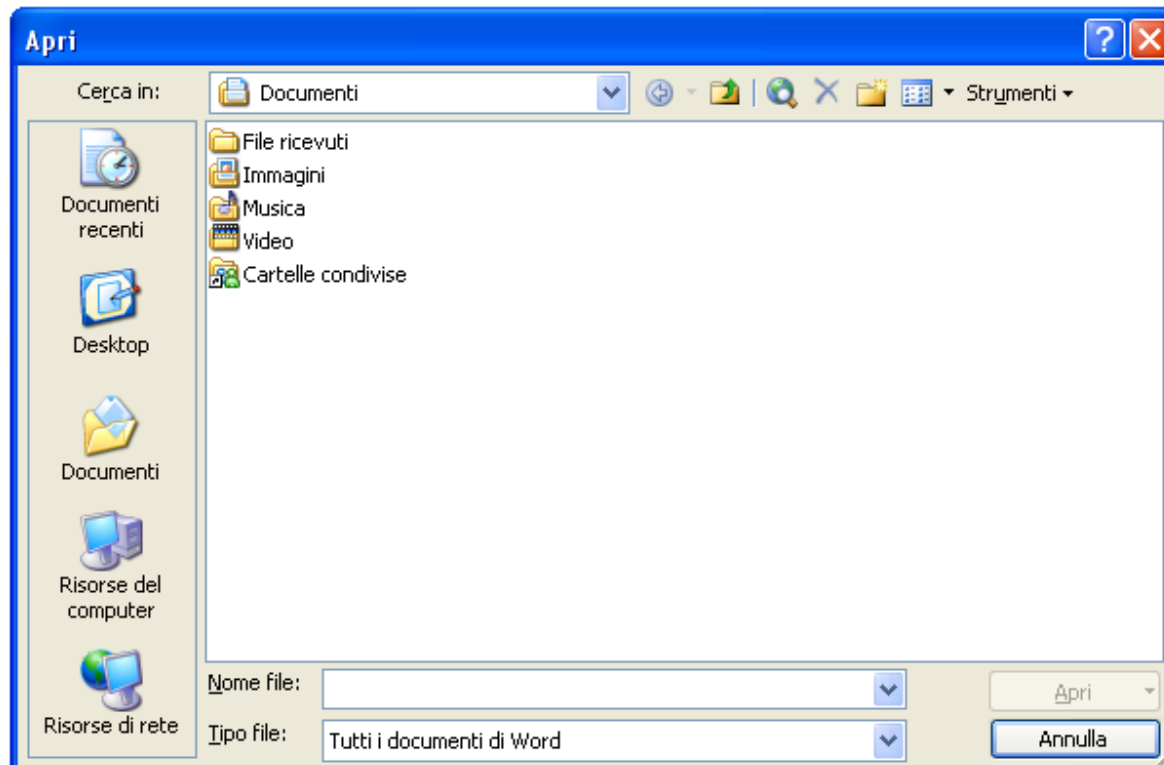 Apri
Cerca in:
Documenti
Strumenti
Documenti
recenti
Desktop
Documenti
Risorse del
computer
Risorse di rete
File ricevuti
Immagini
Musica
Video
Cartelle condivise
Nome file:
Apri
Tipo file:
Tutti i documenti di Word
Annulla